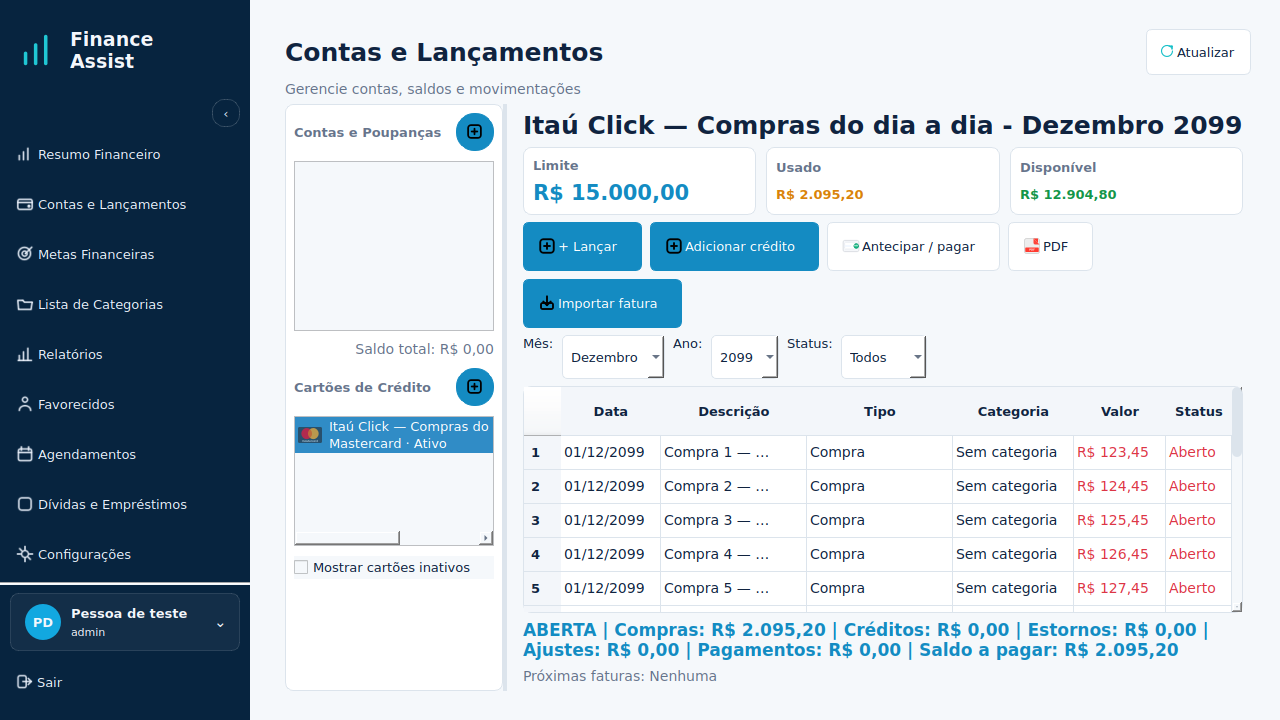 Finance
Assist
‹
Resumo Financeiro
Contas e Lançamentos
Metas Financeiras
Lista de Categorias
Relatórios
Favorecidos
Agendamentos
Dívidas e Empréstimos
Configurações
PD
Pessoa de teste
admin
Sair
Contas e Lançamentos
Gerencie contas, saldos e movimentações
Atualizar
Contas e Poupanças
Saldo total: R$ 0,00
Cartões de Crédito
Itaú Click — Compras do
Mastercard · Ativo
Mostrar cartões inativos
Itaú Click — Compras do dia a dia - Dezembro 2099
Limite
R$ 15.000,00
Usado
R$ 2.095,20
Disponível
R$ 12.904,80
+ Lançar
Adicionar crédito
Antecipar / pagar
PDF
Importar fatura
Mês: Dezembro Ano: 2099 Status: Todos
Data Descrição Tipo Categoria Valor Status
1 01/12/2099 Compra 1 — ... Compra Sem categoria R$ 123,45 Aberto
2 01/12/2099 Compra 2 — ... Compra Sem categoria R$ 124,45 Aberto
3 01/12/2099 Compra 3 — ... Compra Sem categoria R$ 125,45 Aberto
4 01/12/2099 Compra 4 — ... Compra Sem categoria R$ 126,45 Aberto
5 01/12/2099 Compra 5 — ... Compra Sem categoria R$ 127,45 Aberto
ABERTA | Compras: R$ 2.095,20 | Créditos: R$ 0,00 | Estornos: R$ 0,00 |
Ajustes: R$ 0,00 | Pagamentos: R$ 0,00 | Saldo a pagar: R$ 2.095,20
Próximas faturas: Nenhuma